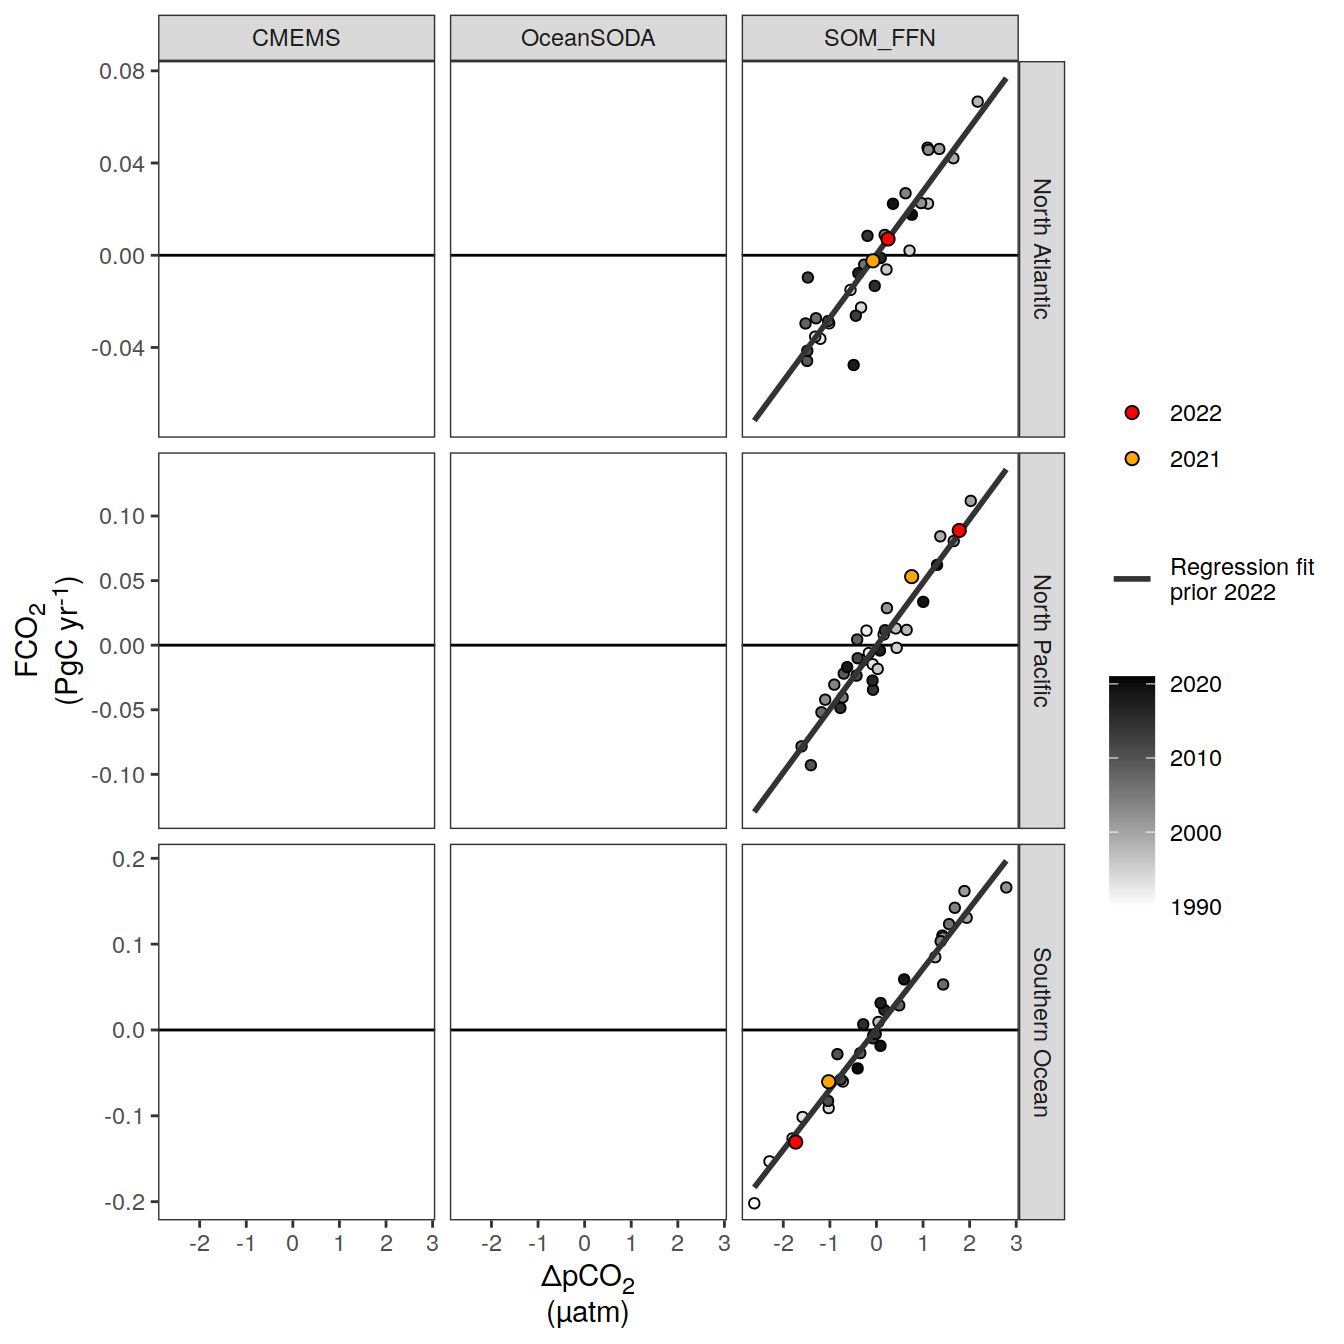 CMEMS
OceanSODA
SOM_FFN
0.08
0.04
0.00
-0.04
North Atlantic
0.10
0.05
0.00
-0.05
-0.10
North Pacific
0.2
0.1
0.0
-0.1
-0.2
Southern Ocean
-2 -1 0 1 2 3
-2 -1 0 1 2 3
-2 -1 0 1 2 3
FCO₂
(PgC yr⁻¹)
ΔpCO₂
(µatm)
2022
2021
Regression fit
prior 2022
2020
2010
2000
1990